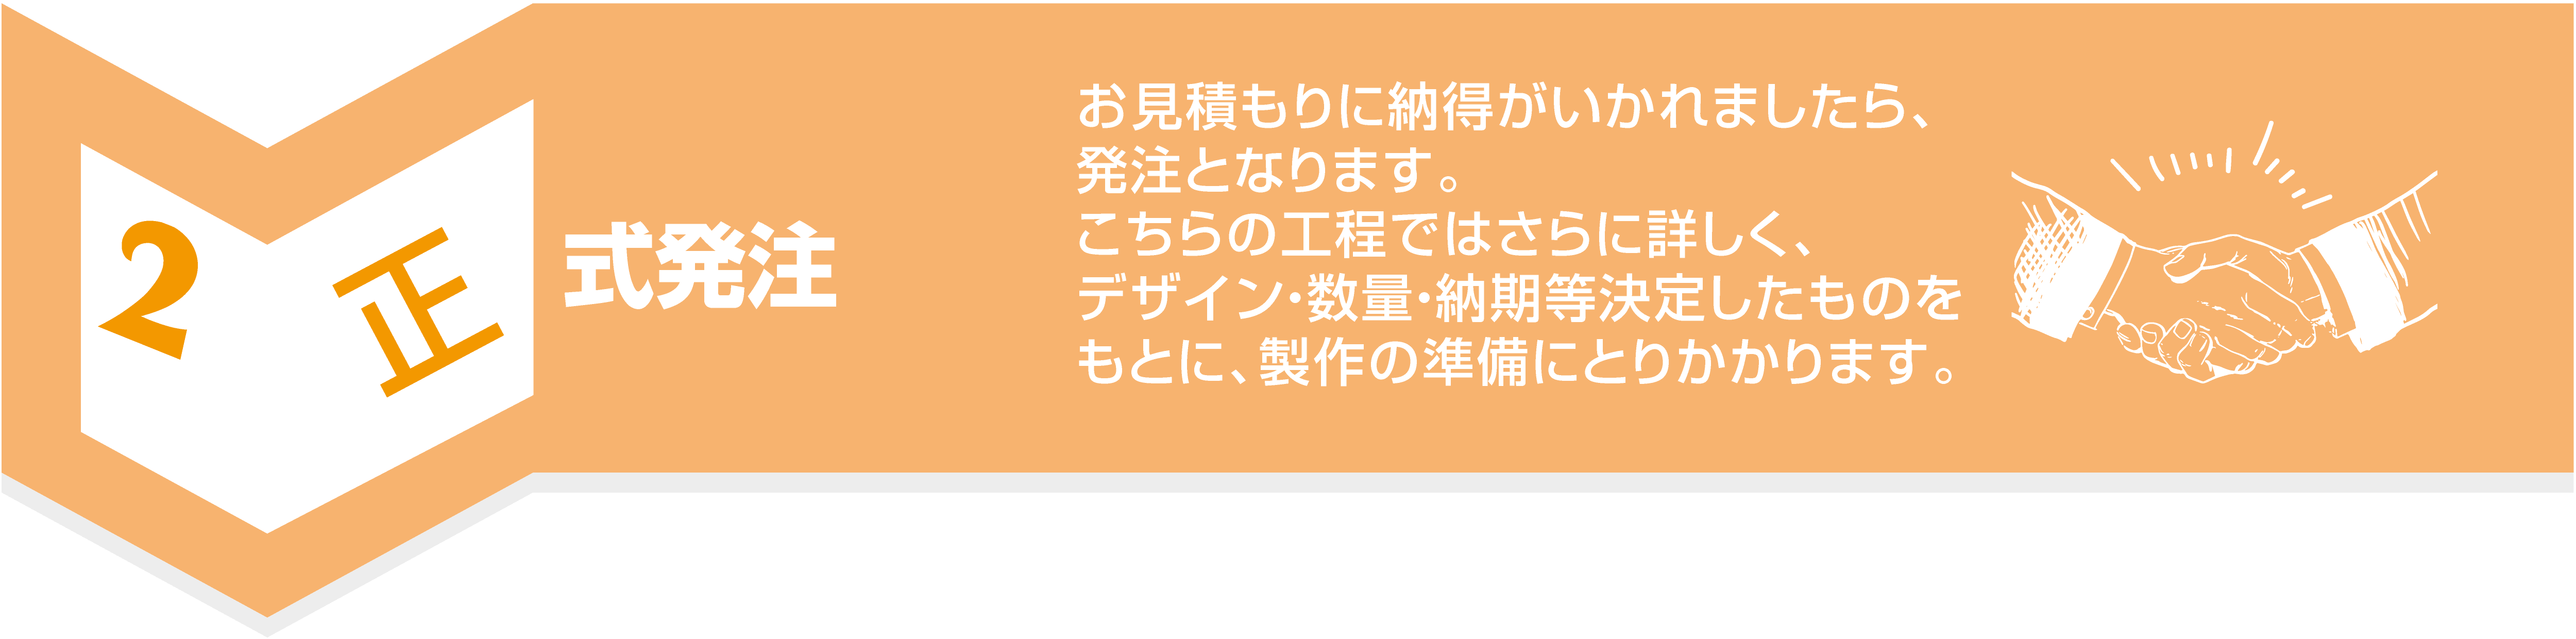 2 正式発注
お見積もりに納得がいかれましたら、
発注となります。
こちらの工程ではさらに詳しく、
デザイン・数量・納期等決定したものを
もとに、製作の準備にとりかかります。